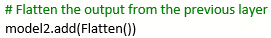 # Flatten the output from the previous layer
model2.add(Flatten())